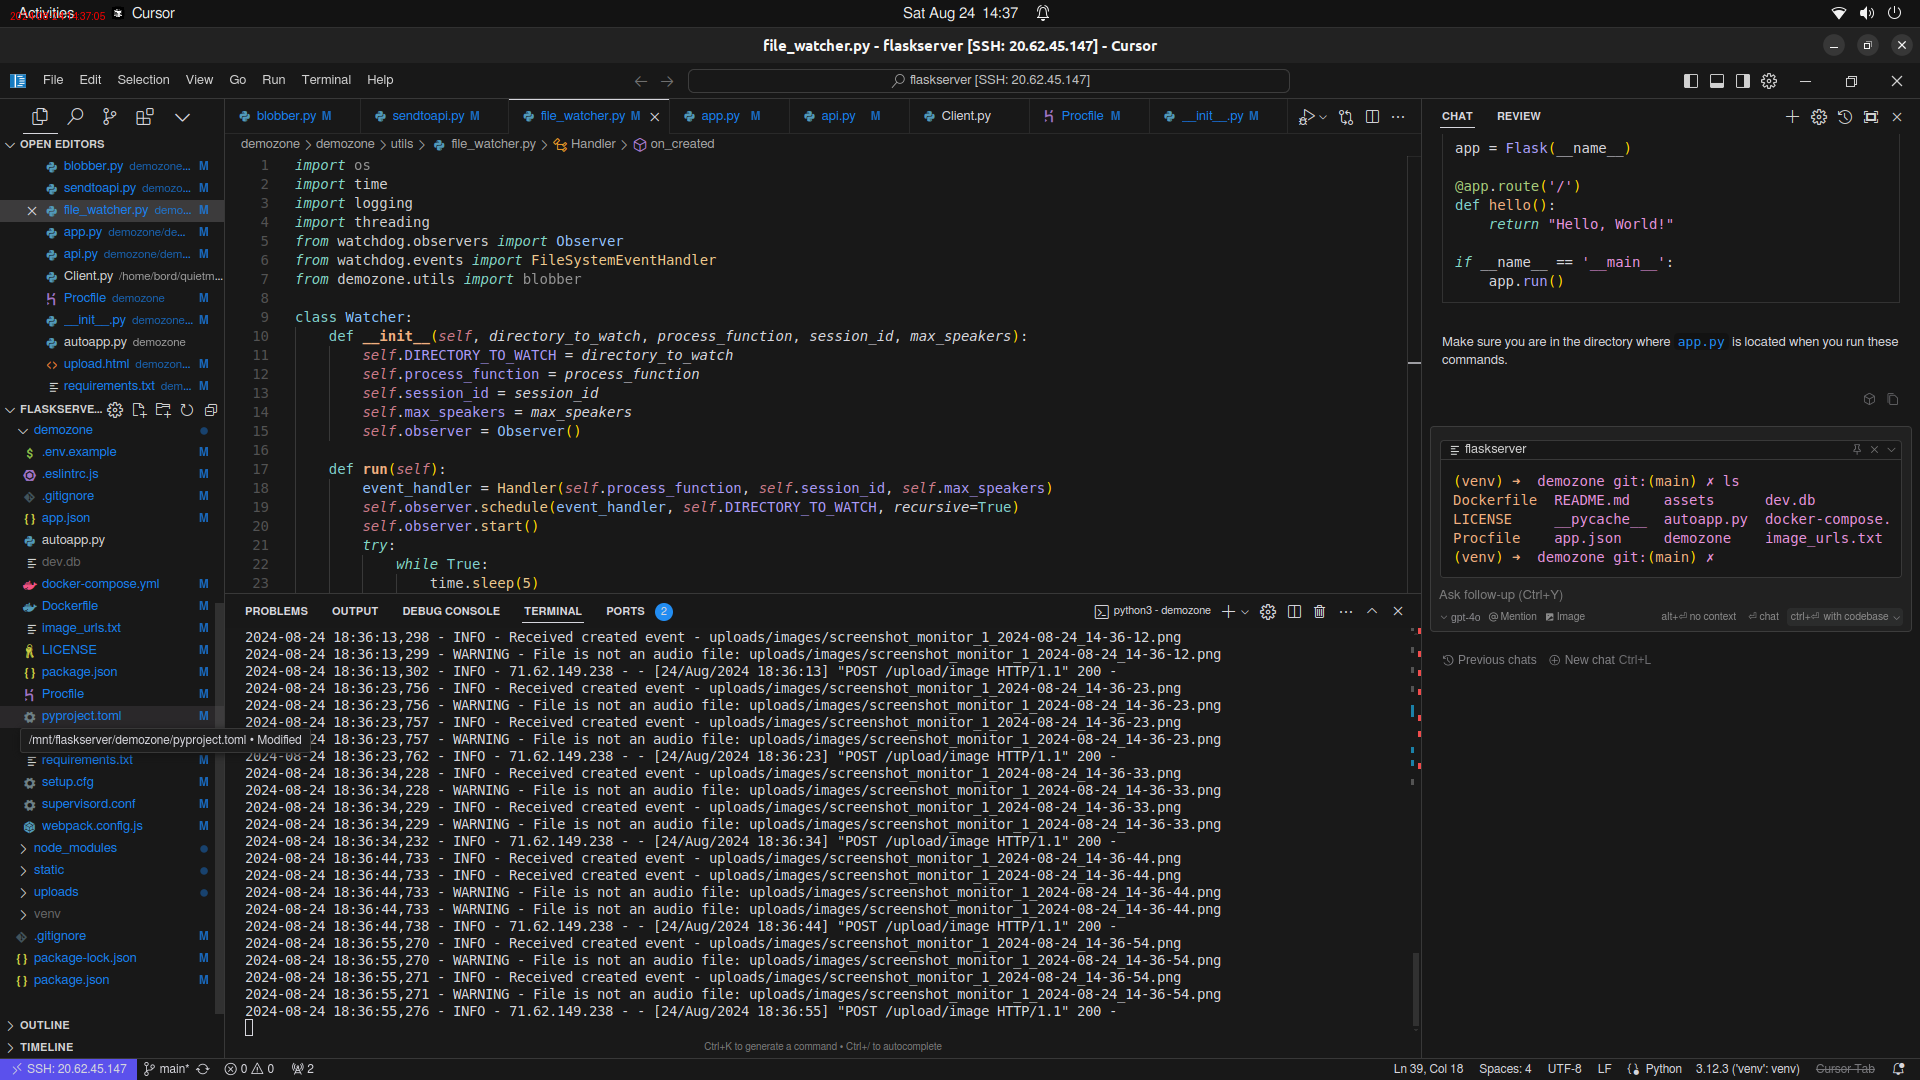 Activities
Cursor
Sat Aug 24 14:37
file_watcher.py - flaskserver [SSH: 20.62.45.147] - Cursor
File Edit Selection View Go Run Terminal Help
flaskserver [SSH: 20.62.45.147]
OPEN EDITORS
blobber.py demozone... M
sendtoapi.py demozo... M
file_watcher.py demo... M
app.py demozone/de... M
api.py demozone/dem... M
Client.py /home/bord/quietm...
Procfile demozone M
__init__.py demozone... M
autoapp.py demozone
upload.html demozon... M
requirements.txt dem... M
FLASKSERVE...
demozone
.env.example M
.eslintrc.js M
.gitignore M
app.json M
autoapp.py
dev.db
docker-compose.yml M
Dockerfile M
image_urls.txt M
LICENSE M
package.json M
Procfile M
pyproject.toml M
/mnt/flaskserver/demozone/pyproject.toml • Modified
requirements.txt M
setup.cfg M
supervisord.conf M
webpack.config.js M
node_modules
static
uploads
venv
.gitignore M
package-lock.json M
package.json M
OUTLINE
TIMELINE
blobber.py M sendtoapi.py M file_watcher.py M app.py M api.py M Client.py Procfile M __init__.py M
demozone > demozone > utils > file_watcher.py > Handler > on_created
1 import os
2 import time
3 import logging
4 import threading
5 from watchdog.observers import Observer
6 from watchdog.events import FileSystemEventHandler
7 from demozone.utils import blobber
8
9 class Watcher:
10 def __init__(self, directory_to_watch, process_function, session_id, max_speakers):
11 self.DIRECTORY_TO_WATCH = directory_to_watch
12 self.process_function = process_function
13 self.session_id = session_id
14 self.max_speakers = max_speakers
15 self.observer = Observer()
16
17 def run(self):
18 event_handler = Handler(self.process_function, self.session_id, self.max_speakers)
19 self.observer.schedule(event_handler, self.DIRECTORY_TO_WATCH, recursive=True)
20 self.observer.start()
21 try:
22 while True:
23 time.sleep(5)
PROBLEMS OUTPUT DEBUG CONSOLE TERMINAL PORTS 2
python3 - demozone
2024-08-24 18:36:13,298 - INFO - Received created event - uploads/images/screenshot_monitor_1_2024-08-24_14-36-12.png
2024-08-24 18:36:13,299 - WARNING - File is not an audio file: uploads/images/screenshot_monitor_1_2024-08-24_14-36-12.png
2024-08-24 18:36:13,302 - INFO - 71.62.149.238 - - [24/Aug/2024 18:36:13] "POST /upload/image HTTP/1.1" 200 -
2024-08-24 18:36:23,756 - INFO - Received created event - uploads/images/screenshot_monitor_1_2024-08-24_14-36-23.png
2024-08-24 18:36:23,756 - WARNING - File is not an audio file: uploads/images/screenshot_monitor_1_2024-08-24_14-36-23.png
2024-08-24 18:36:23,757 - INFO - Received created event - uploads/images/screenshot_monitor_1_2024-08-24_14-36-23.png
23,757 - WARNING - File is not an audio file: uploads/images/screenshot_monitor_1_2024-08-24_14-36-23.png
2024-08-24 18:36:23,762 - INFO - 71.62.149.238 - - [24/Aug/2024 18:36:23] "POST /upload/image HTTP/1.1" 200 -
2024-08-24 18:36:34,228 - INFO - Received created event - uploads/images/screenshot_monitor_1_2024-08-24_14-36-33.png
2024-08-24 18:36:34,228 - WARNING - File is not an audio file: uploads/images/screenshot_monitor_1_2024-08-24_14-36-33.png
2024-08-24 18:36:34,229 - INFO - Received created event - uploads/images/screenshot_monitor_1_2024-08-24_14-36-33.png
2024-08-24 18:36:34,229 - WARNING - File is not an audio file: uploads/images/screenshot_monitor_1_2024-08-24_14-36-33.png
2024-08-24 18:36:34,232 - INFO - 71.62.149.238 - - [24/Aug/2024 18:36:34] "POST /upload/image HTTP/1.1" 200 -
2024-08-24 18:36:44,733 - INFO - Received created event - uploads/images/screenshot_monitor_1_2024-08-24_14-36-44.png
2024-08-24 18:36:44,733 - INFO - Received created event - uploads/images/screenshot_monitor_1_2024-08-24_14-36-44.png
2024-08-24 18:36:44,733 - WARNING - File is not an audio file: uploads/images/screenshot_monitor_1_2024-08-24_14-36-44.png
2024-08-24 18:36:44,733 - WARNING - File is not an audio file: uploads/images/screenshot_monitor_1_2024-08-24_14-36-44.png
2024-08-24 18:36:44,738 - INFO - 71.62.149.238 - - [24/Aug/2024 18:36:44] "POST /upload/image HTTP/1.1" 200 -
2024-08-24 18:36:55,270 - INFO - Received created event - uploads/images/screenshot_monitor_1_2024-08-24_14-36-54.png
2024-08-24 18:36:55,270 - WARNING - File is not an audio file: uploads/images/screenshot_monitor_1_2024-08-24_14-36-54.png
2024-08-24 18:36:55,271 - INFO - Received created event - uploads/images/screenshot_monitor_1_2024-08-24_14-36-54.png
2024-08-24 18:36:55,271 - WARNING - File is not an audio file: uploads/images/screenshot_monitor_1_2024-08-24_14-36-54.png
2024-08-24 18:36:55,276 - INFO - 71.62.149.238 - - [24/Aug/2024 18:36:55] "POST /upload/image HTTP/1.1" 200 -
Ctrl+K to generate a command • Ctrl+/ to autocomplete
CHAT REVIEW
app = Flask(__name__)
@app.route('/')
def hello():
return "Hello, World!"
if __name__ == '__main__':
app.run()
Make sure you are in the directory where app.py is located when you run these
commands.
flaskserver
(venv) ➜ demozone git:(main) ✗ ls
Dockerfile README.md assets dev.db
LICENSE __pycache__ autoapp.py docker-compose.
Procfile app.json demozone image_urls.txt
(venv) ➜ demozone git:(main) ✗
Ask follow-up (Ctrl+Y)
gpt-4o @ Mention Image alt+⏎ no context ⏎ chat ctrl+⏎ with codebase
Previous chats New chat Ctrl+L
SSH: 20.62.45.147 main* 0 0 2
Ln 39, Col 18 Spaces: 4 UTF-8 LF Python 3.12.3 ('venv': venv) Cursor Tab